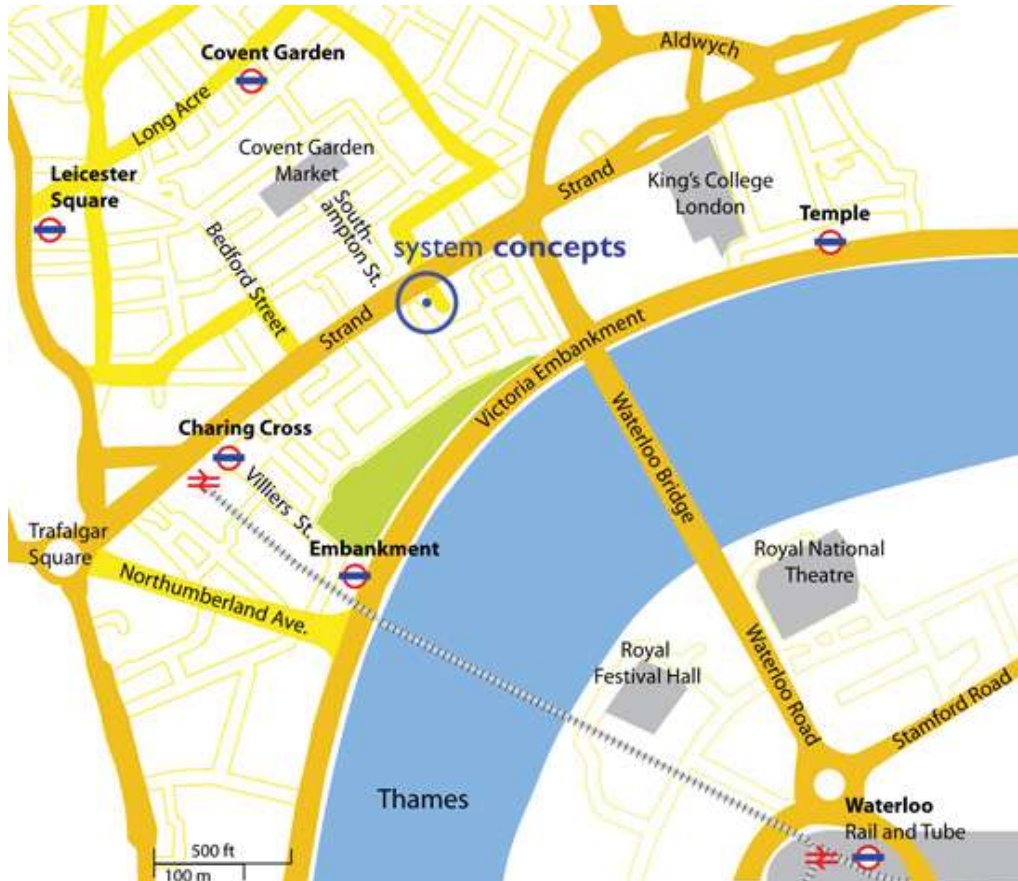 Aldwych
Covent Garden
Long Acre
Covent Garden
Market
Strand
King's College
London
Leicester
Square
South-
ampton St.
Temple
Bedford Street
system concepts
Strand
Victoria Embankment
Charing Cross
Villiers St.
Waterloo Bridge
Trafalgar
Square
Embankment
Royal National
Theatre
Northumberland Ave.
Royal
Festival Hall
Waterloo Road
Stamford Road
Thames
Waterloo
Rail and Tube
500 ft
100 m